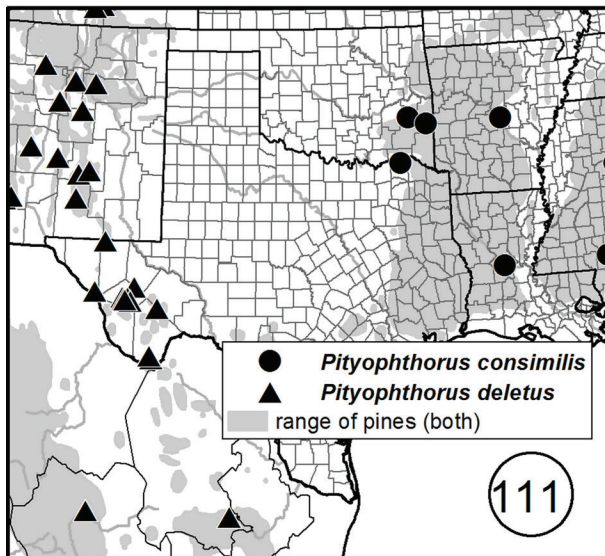 Pityophthorus consimilis
Pityophthorus deletus
range of pines (both)
111